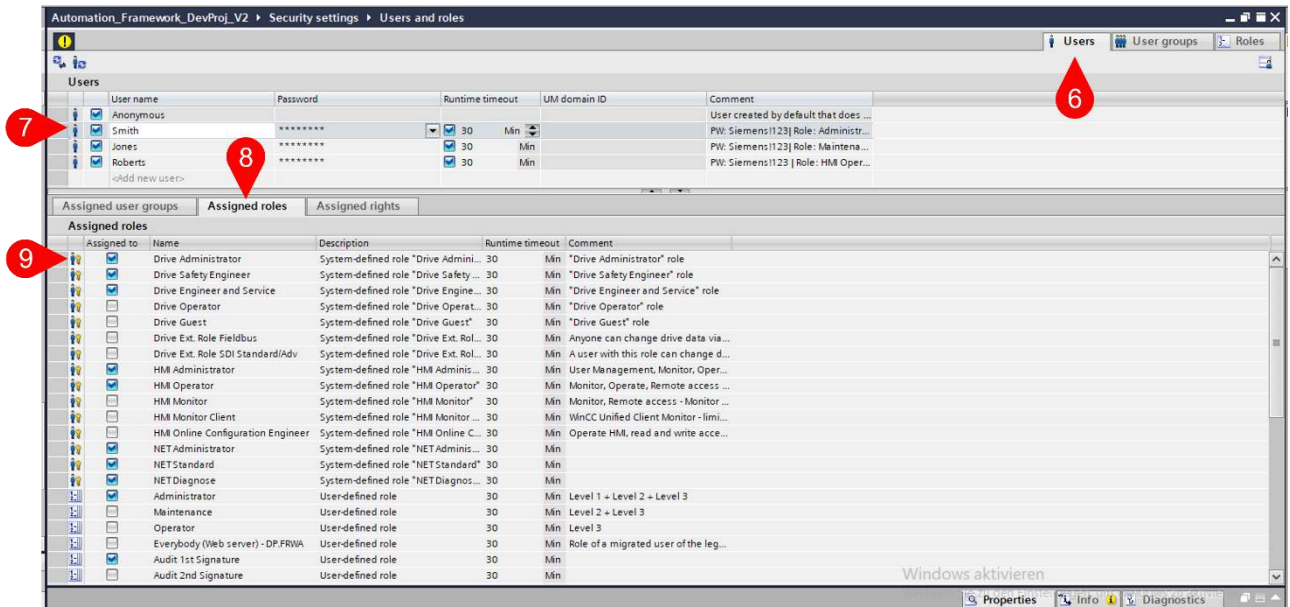 Automation_Framework_DevProj_V2 ▸ Security settings ▸ Users and roles
Users User groups Roles
6
Users
User name Password Runtime timeout UM domain ID Comment
Anonymous User created by default that does ...
7
Smith ******** 30 Min PW: Siemens!123| Role: Administr...
Jones ******** 30 Min PW: Siemens!123| Role: Maintena...
Roberts ******** 30 Min PW: Siemens!123 | Role: HMI Oper...
<Add new user>
8
Assigned user groups Assigned roles Assigned rights
Assigned roles
Assigned to Name Description Runtime timeout Comment
9
Drive Administrator System-defined role "Drive Admini... 30 Min "Drive Administrator" role
Drive Safety Engineer System-defined role "Drive Safety ... 30 Min "Drive Safety Engineer" role
Drive Engineer and Service System-defined role "Drive Engine... 30 Min "Drive Engineer and Service" role
Drive Operator System-defined role "Drive Operat... 30 Min "Drive Operator" role
Drive Guest System-defined role "Drive Guest" 30 Min "Drive Guest" role
Drive Ext. Role Fieldbus System-defined role "Drive Ext. Rol... 30 Min Anyone can change drive data via...
Drive Ext. Role SDI Standard/Adv System-defined role "Drive Ext. Rol... 30 Min A user with this role can change d...
HMI Administrator System-defined role "HMI Adminis... 30 Min User Management, Monitor, Oper...
HMI Operator System-defined role "HMI Operator" 30 Min Monitor, Operate, Remote access ...
HMI Monitor System-defined role "HMI Monitor" 30 Min Monitor, Remote access - Monitor ...
HMI Monitor Client System-defined role "HMI Monitor ... 30 Min WinCC Unified Client Monitor - limi...
HMI Online Configuration Engineer System-defined role "HMI Online C... 30 Min Operate HMI, read and write acce...
NET Administrator System-defined role "NET Adminis... 30 Min
NET Standard System-defined role "NET Standard" 30 Min
NET Diagnose System-defined role "NET Diagnos... 30 Min
Administrator User-defined role 30 Min Level 1 + Level 2 + Level 3
Maintenance User-defined role 30 Min Level 2 + Level 3
Operator User-defined role 30 Min Level 3
Everybody (Web server) - DP.FRWA User-defined role 30 Min Role of a migrated user of the leg...
Audit 1st Signature User-defined role 30 Min
Audit 2nd Signature User-defined role 30 Min
Windows aktivieren
Properties Info Diagnostics